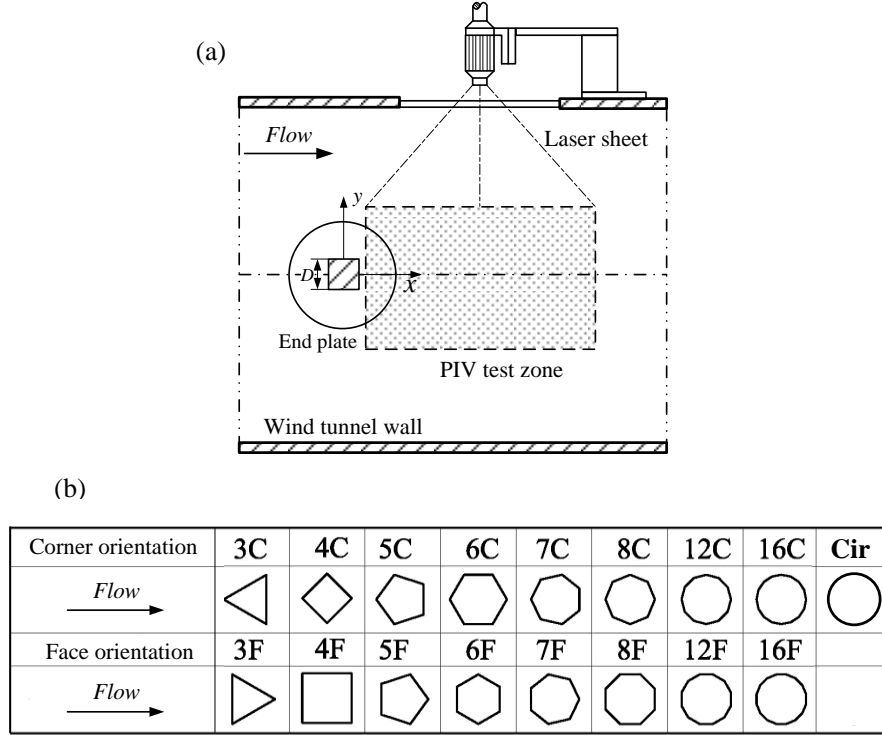 (a)
Flow
Laser sheet
y
D
x
End plate
PIV test zone
Wind tunnel wall
(b)
Corner orientation 3C 4C 5C 6C 7C 8C 12C 16C Cir
Flow
Face orientation 3F 4F 5F 6F 7F 8F 12F 16F
Flow